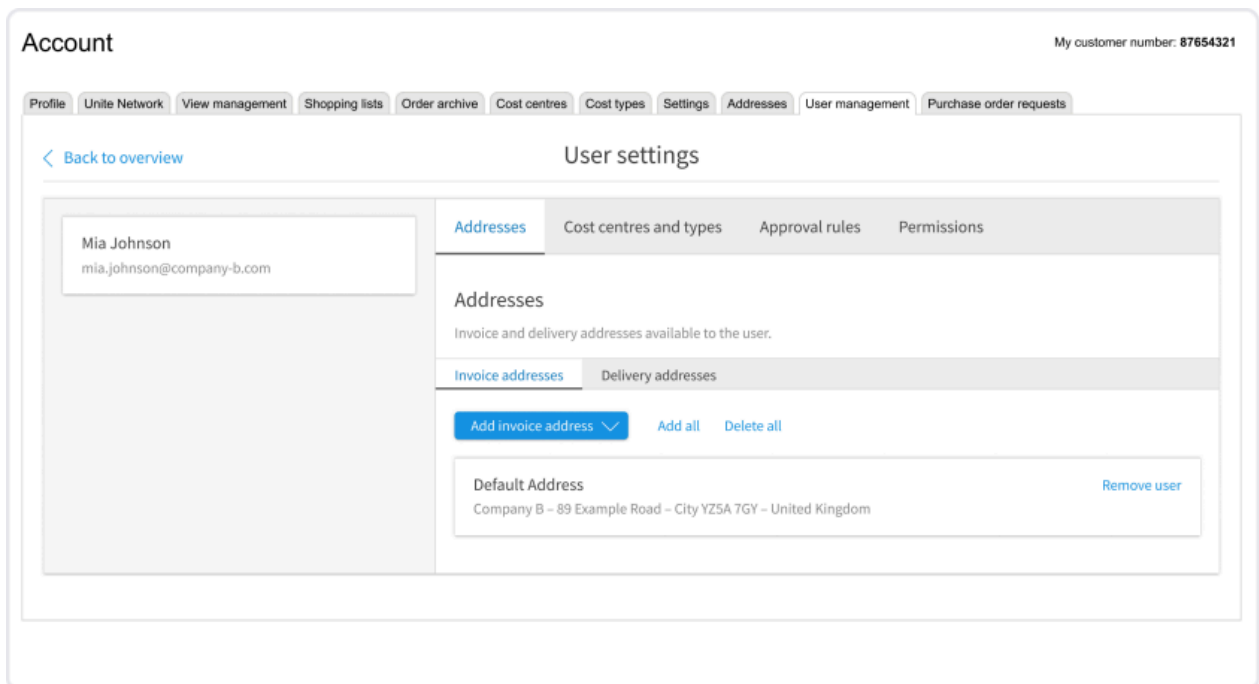 Account
My customer number: 87654321
Profile Unite Network View management Shopping lists Order archive Cost centres Cost types Settings Addresses User management Purchase order requests
Back to overview
User settings
Mia Johnson
mia.johnson@company-b.com
Addresses Cost centres and types Approval rules Permissions
Addresses
Invoice and delivery addresses available to the user.
Invoice addresses Delivery addresses
Add invoice address Add all Delete all
Default Address Remove user
Company B – 89 Example Road – City YZ5A 7GY – United Kingdom